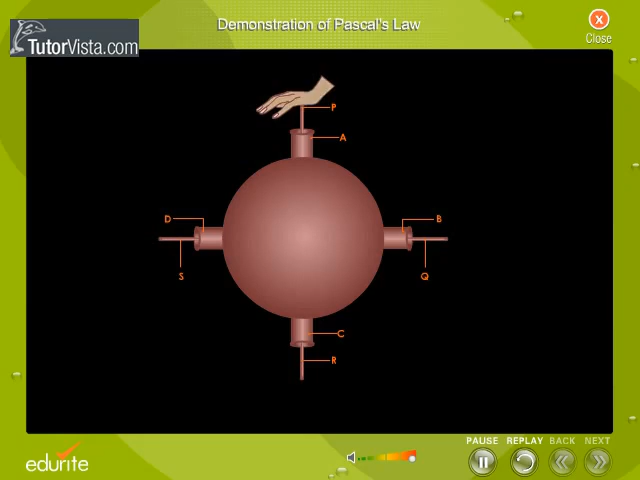 Demonstration of Pascal's Law
X
Close
TutorVista.com
P
A
D
B
S
Q
C
R
PAUSE REPLAY BACK NEXT
edurite